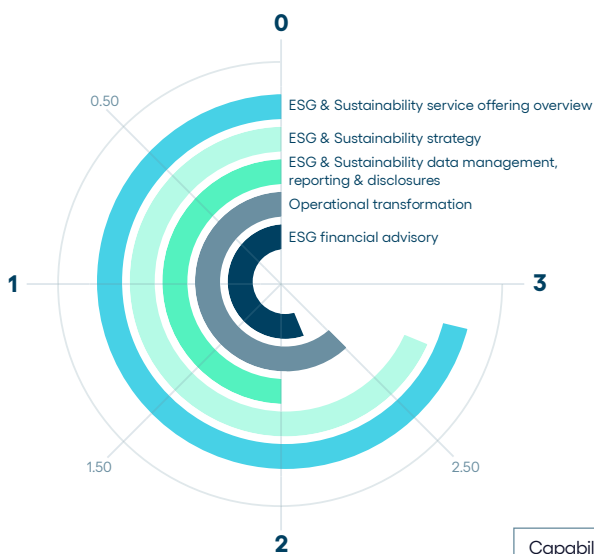 0
0.50
ESG & Sustainability service offering overview
ESG & Sustainability strategy
ESG & Sustainability data management,
reporting & disclosures
Operational transformation
ESG financial advisory
1
3
1.50
2.50
2